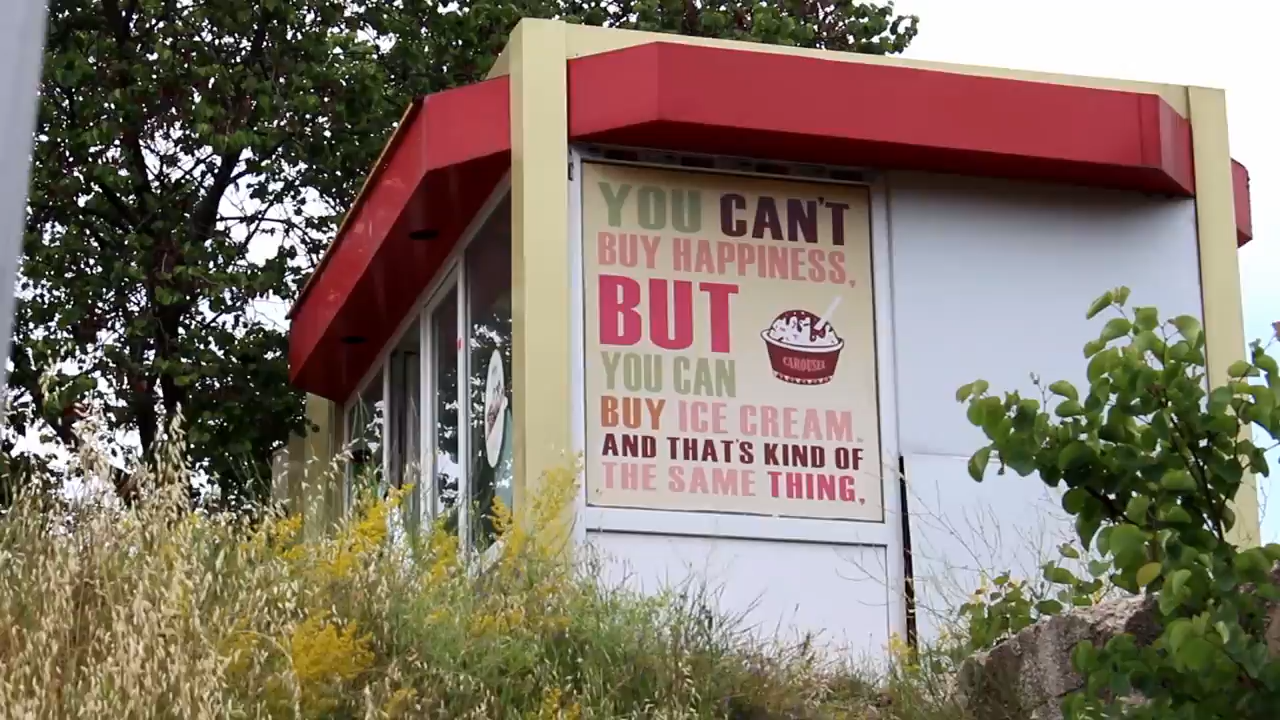 YOU CAN'T
BUY HAPPINESS,
BUT
YOU CAN
BUY ICE CREAM.
AND THAT'S KIND OF
THE SAME THING,
CAROUSEL